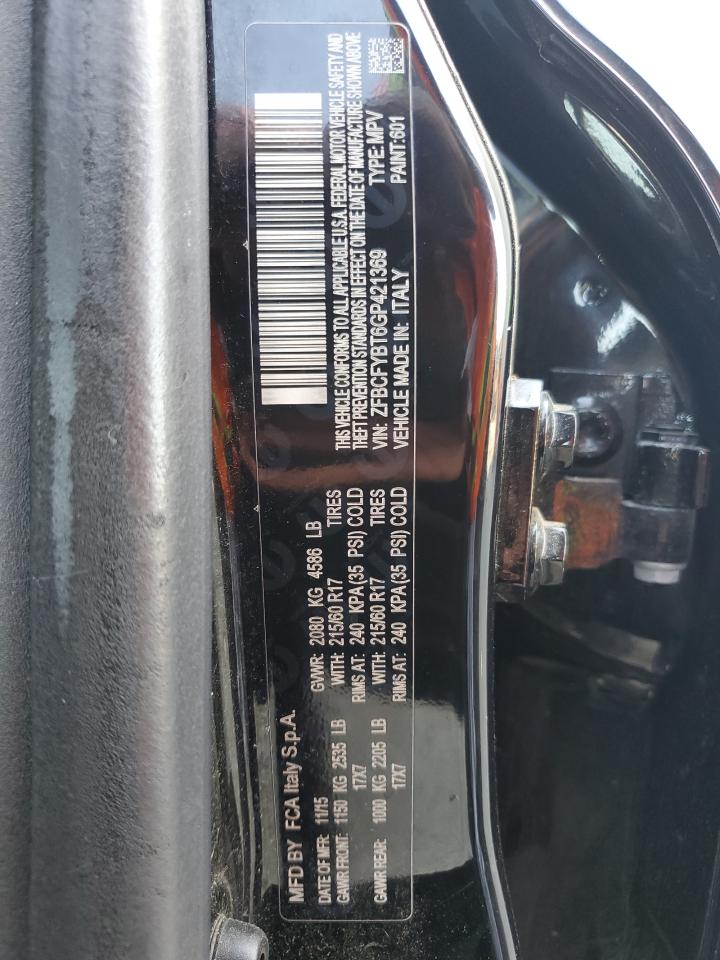 MFD BY FCA Italy S.p.A.
DATE OF MFR: 11/15 GVWR: 2080 KG 4586 LB
GAWR FRONT: 1150 KG 2535 LB WITH: 215/60 R17 TIRES
17X7 RIMS AT: 240 KPA(35 PSI) COLD
GAWR REAR: 1000 KG 2205 LB WITH: 215/60 R17 TIRES
17X7 RIMS AT: 240 KPA(35 PSI) COLD
THIS VEHICLE CONFORMS TO ALL APPLICABLE U.S.A. FEDERAL MOTOR VEHICLE SAFETY AND
THEFT PREVENTION STANDARDS IN EFFECT ON THE DATE OF MANUFACTURE SHOWN ABOVE
VIN: ZFBCFYBT6GP421369 TYPE: MPV
VEHICLE MADE IN: ITALY PAINT:601